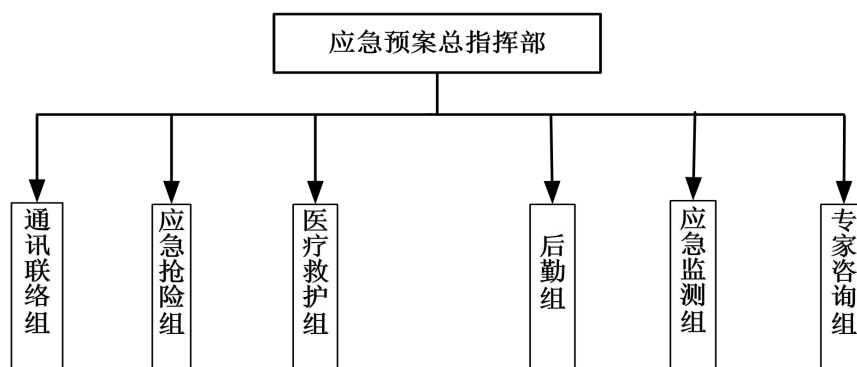 应急预案总指挥部
通讯联络组
应急抢险组
医疗救护组
后勤组
应急监测组
专家咨询组